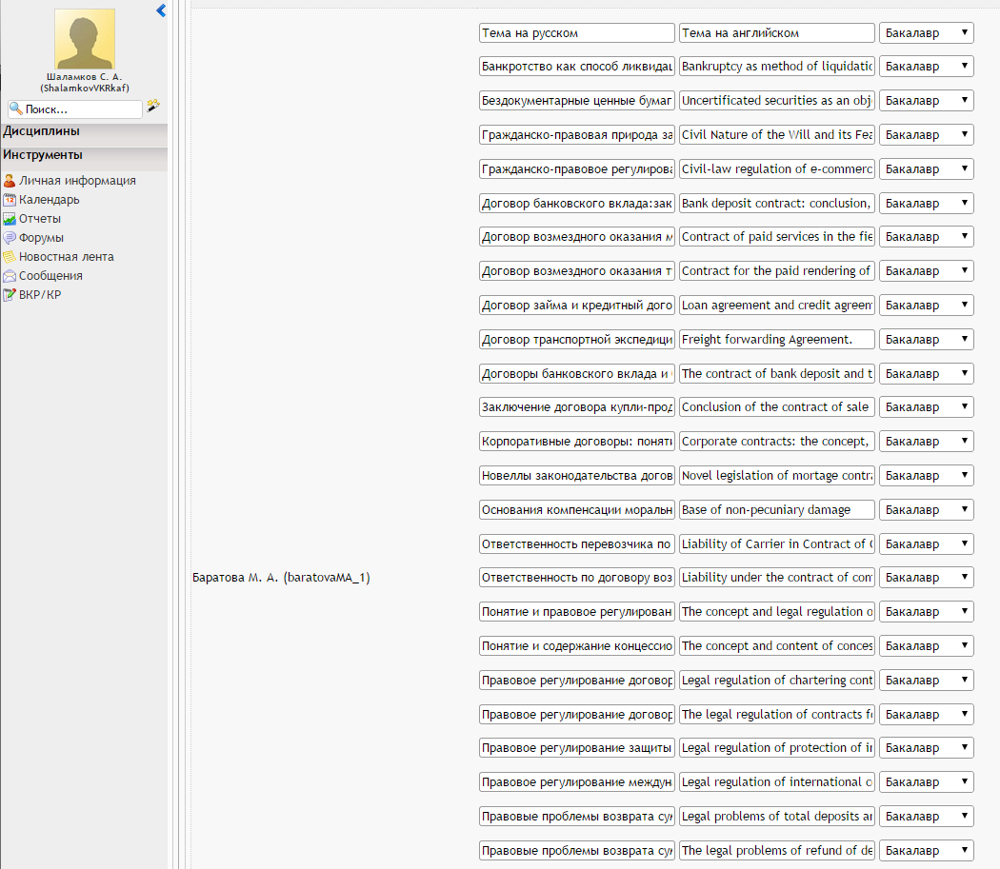 Шаламков С. А.
(ShalamkovVKRkaf)
Поиск...
Дисциплины
Инструменты
Личная информация
Календарь
Отчеты
Форумы
Новостная лента
Сообщения
ВКР/КР
Баратова М. А. (baratovaMA_1)
Тема на русском Тема на английском Бакалавр
Банкротство как способ ликвидац Bankruptcy as method of liquidatic Бакалавр
Бездокументарные ценные бумаг Uncertificated securities as an obj Бакалавр
Гражданско-правовая природа за Civil Nature of the Will and its Fea Бакалавр
Гражданско-правовое регулирова Civil-law regulation of e-commerc Бакалавр
Договор банковского вклада:зак Bank deposit contract: conclusion, Бакалавр
Договор возмездного оказания м Contract of paid services in the fie Бакалавр
Договор возмездного оказания т Contract for the paid rendering of Бакалавр
Договор займа и кредитный дого Loan agreement and credit agreem Бакалавр
Договор транспортной экспедици Freight forwarding Agreement. Бакалавр
Договоры банковского вклада и The contract of bank deposit and t Бакалавр
Заключение договора купли-прод Conclusion of the contract of sale Бакалавр
Корпоративные договоры: поняти Corporate contracts: the concept, Бакалавр
Новеллы законодательства догов Novel legislation of mortage contra Бакалавр
Основания компенсации моральн Base of non-pecuniary damage Бакалавр
Ответственность перевозчика по Liability of Carrier in Contract of C Бакалавр
Ответственность по договору воз Liability under the contract of com Бакалавр
Понятие и правовое регулирован The concept and legal regulation o Бакалавр
Понятие и содержание концессио The concept and content of conces Бакалавр
Правовое регулирование договор Legal regulation of chartering cont Бакалавр
Правовое регулирование договор The legal regulation of contracts fo Бакалавр
Правовое регулирование защиты Legal regulation of protection of in Бакалавр
Правовое регулирование междун Legal regulation of international o Бакалавр
Правовые проблемы возврата сум Legal problems of total deposits an Бакалавр
Правовые проблемы возврата сум The legal problems of refund of de Бакалавр